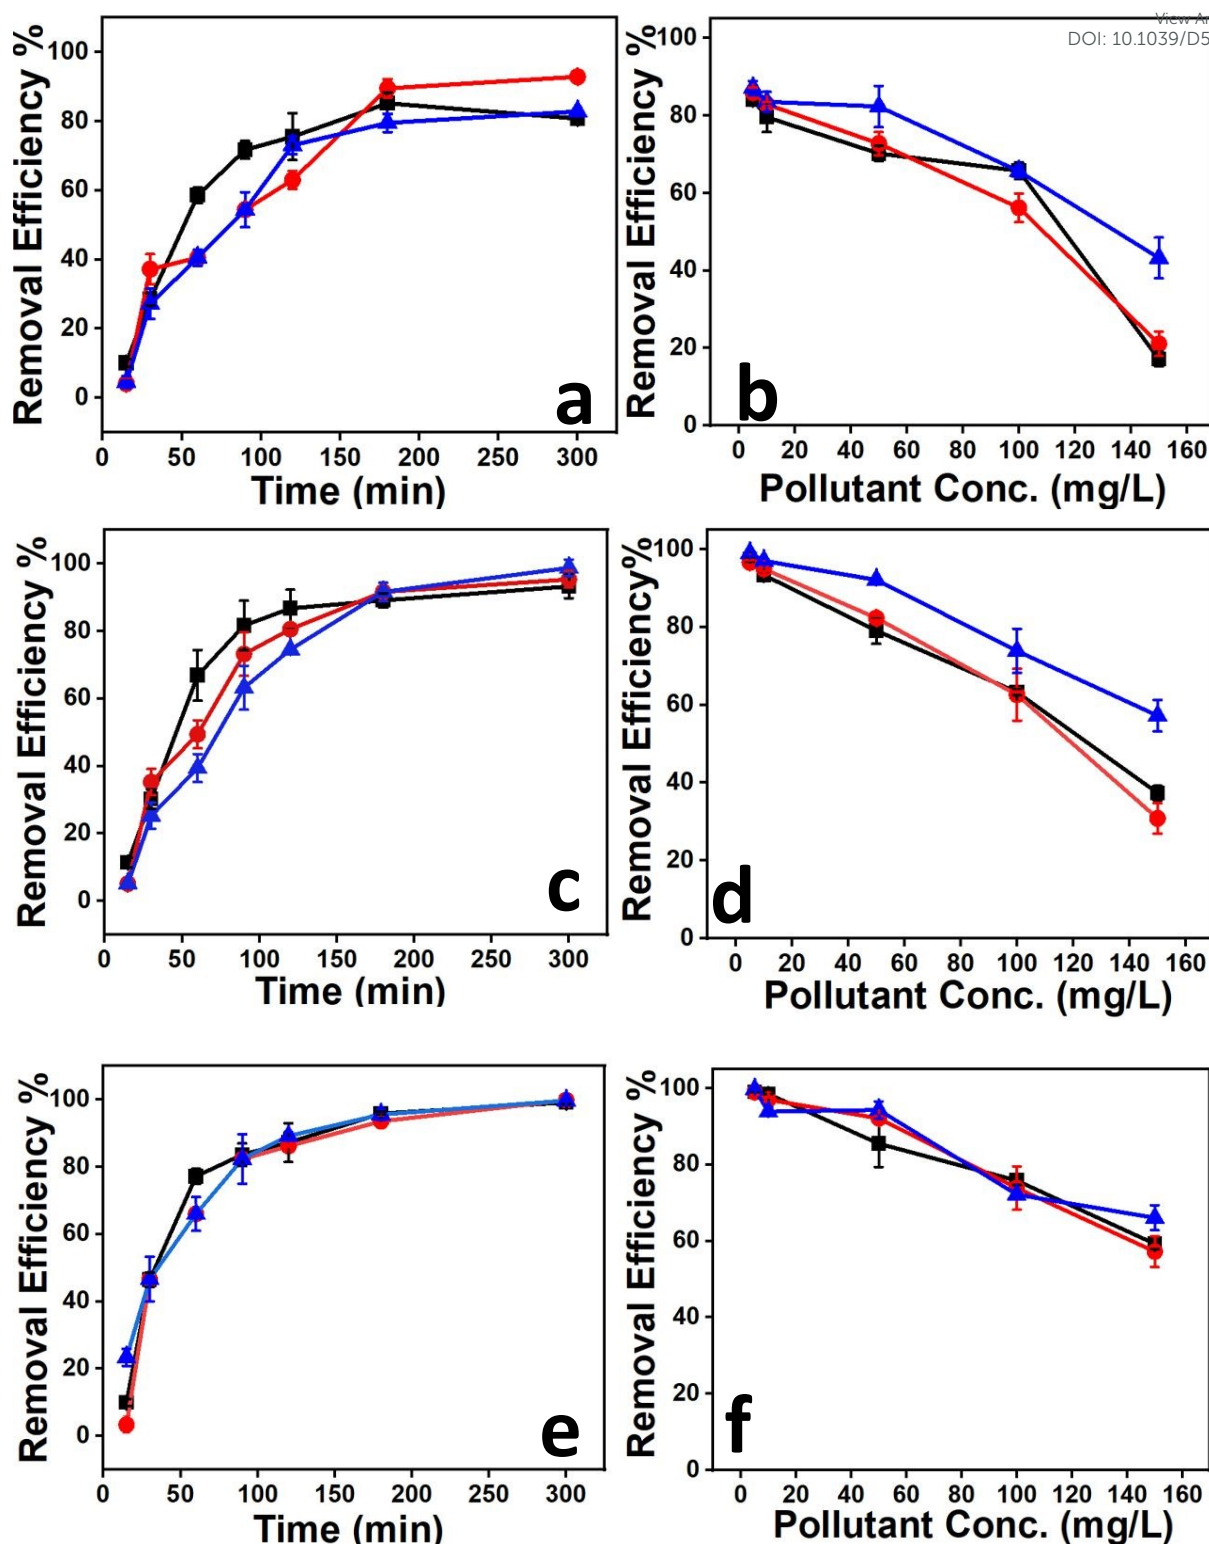 View Ar
DOI: 10.1039/D5
Removal Efficiency %
100
80
60
40
20
0
a
0 50 100 150 200 250 300
Time (min)
Removal Efficiency %
100
80
60
40
20
0
b
0 20 40 60 80 100 120 140 160
Pollutant Conc. (mg/L)
Removal Efficiency %
100
80
60
40
20
0
c
0 50 100 150 200 250 300
Time (min)
Removal Efficiency%
100
80
60
40
20
0
d
0 20 40 60 80 100 120 140 160
Pollutant Conc. (mg/L)
Removal Efficiency %
100
80
60
40
20
0
e
0 50 100 150 200 250 300
Time (min)
Removal Efficiency %
100
80
60
40
20
0
f
0 20 40 60 80 100 120 140 160
Pollutant Conc. (mg/L)